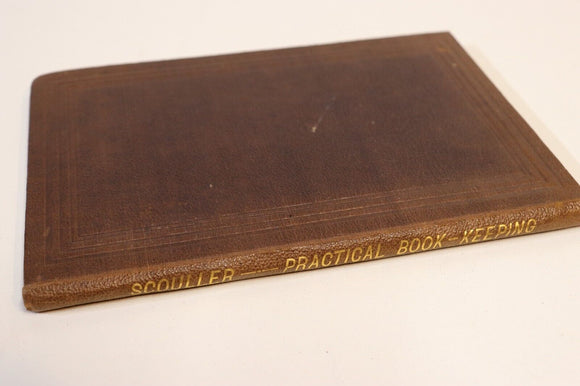 SCOULLER — PRACTICAL BOOK-KEEPING